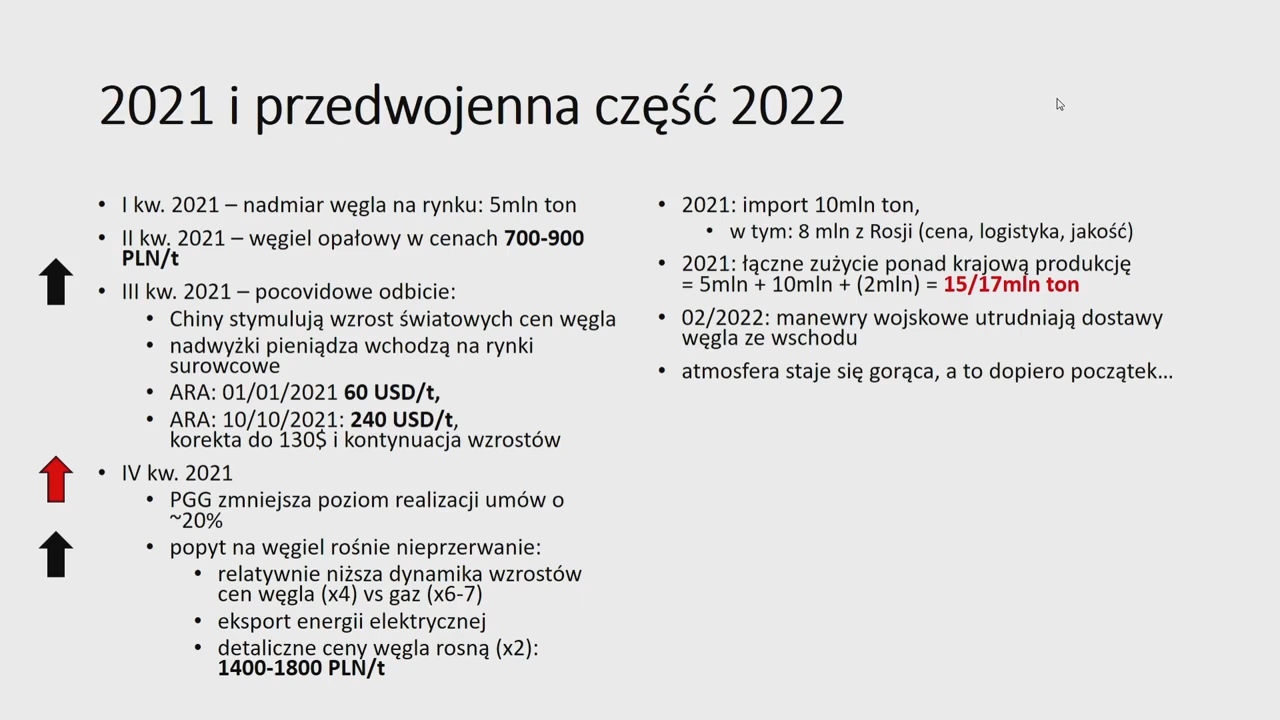 2021 i przedwojenna część 2022
• I kw. 2021 – nadmiar węgla na rynku: 5mln ton
• II kw. 2021 – węgiel opałowy w cenach 700-900
PLN/t
• III kw. 2021 – pocovidowe odbicie:
• Chiny stymulują wzrost światowych cen węgla
• nadwyżki pieniądza wchodzą na rynki
surowcowe
• ARA: 01/01/2021 60 USD/t,
• ARA: 10/10/2021: 240 USD/t,
korekta do 130$ i kontynuacja wzrostów
• IV kw. 2021
• PGG zmniejsza poziom realizacji umów o
~20%
• popyt na węgiel rośnie nieprzerwanie:
• relatywnie niższa dynamika wzrostów
cen węgla (x4) vs gaz (x6-7)
• eksport energii elektrycznej
• detaliczne ceny węgla rosną (x2):
1400-1800 PLN/t
• 2021: import 10mln ton,
• w tym: 8 mln z Rosji (cena, logistyka, jakość)
• 2021: łączne zużycie ponad krajową produkcję
= 5mln + 10mln + (2mln) = 15/17mln ton
• 02/2022: manewry wojskowe utrudniają dostawy
węgla ze wschodu
• atmosfera staje się gorąca, a to dopiero początek…